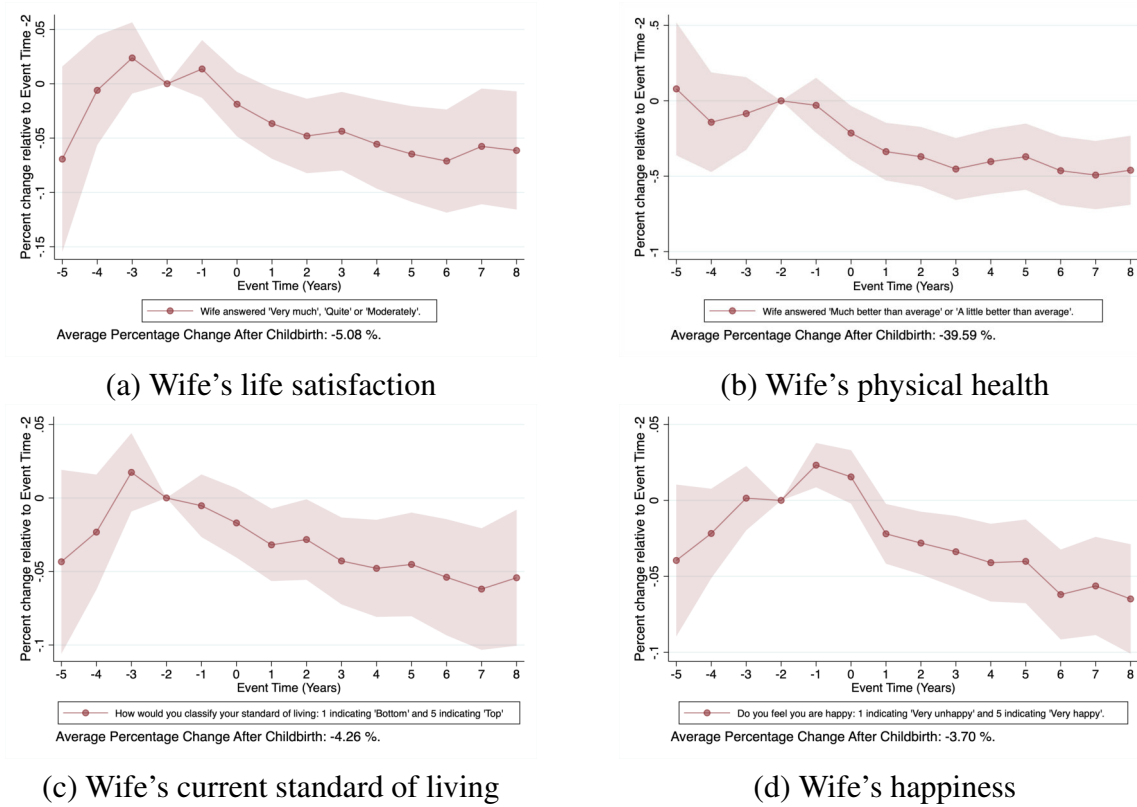 Percent change relative to Event Time -2
.05
0
-.05
-.1
-.15
-5 -4 -3 -2 -1 0 1 2 3 4 5 6 7 8
Event Time (Years)
Wife answered 'Very much', 'Quite' or 'Moderately'.
Average Percentage Change After Childbirth: -5.08 %.
(a) Wife's life satisfaction
Percent change relative to Event Time -2
.5
0
-.5
-1
-5 -4 -3 -2 -1 0 1 2 3 4 5 6 7 8
Event Time (Years)
Wife answered 'Much better than average' or 'A little better than average'.
Average Percentage Change After Childbirth: -39.59 %.
(b) Wife's physical health
Percent change relative to Event Time -2
.05
0
-.05
-.1
-5 -4 -3 -2 -1 0 1 2 3 4 5 6 7 8
Event Time (Years)
How would you classify your standard of living: 1 indicating 'Bottom' and 5 indicating 'Top'
Average Percentage Change After Childbirth: -4.26 %.
(c) Wife's current standard of living
Percent change relative to Event Time -2
.05
0
-.05
-.1
-5 -4 -3 -2 -1 0 1 2 3 4 5 6 7 8
Event Time (Years)
Do you feel you are happy: 1 indicating 'Very unhappy' and 5 indicating 'Very happy'.
Average Percentage Change After Childbirth: -3.70 %.
(d) Wife's happiness